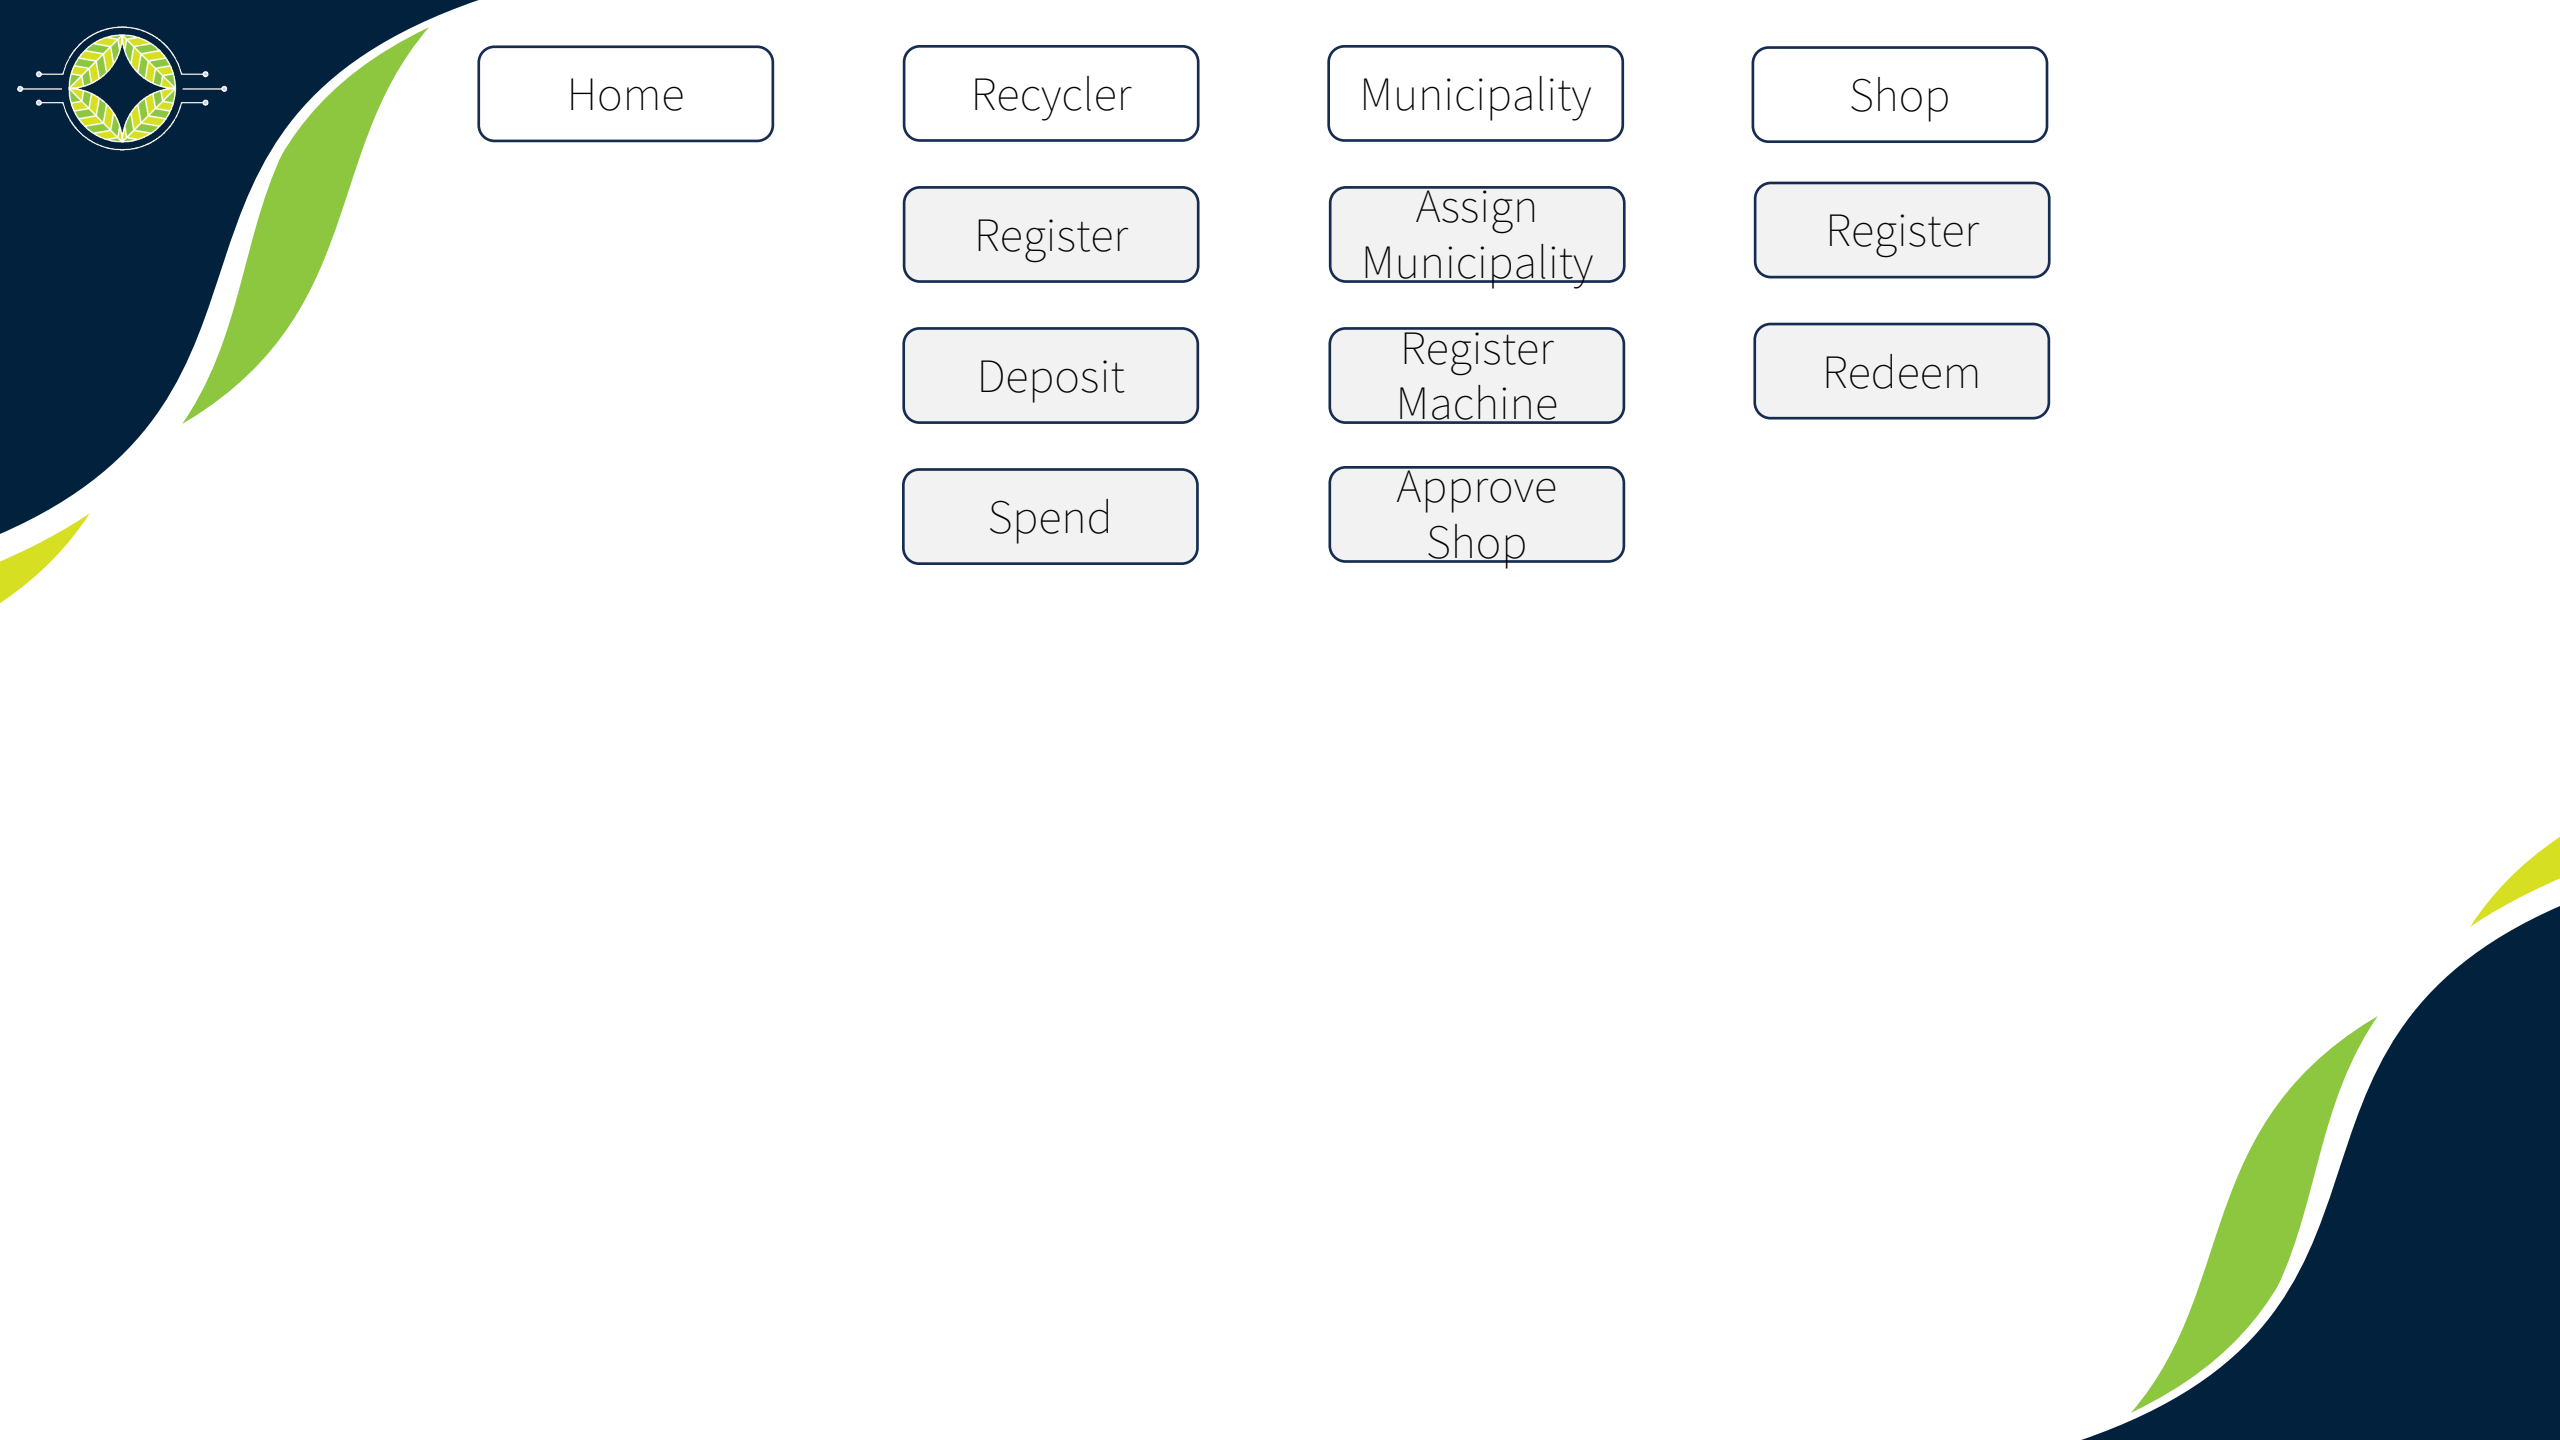 Home
Recycler
Municipality
Shop
Register
Assign
Municipality
Register
Deposit
Register
Machine
Redeem
Spend
Approve
Shop